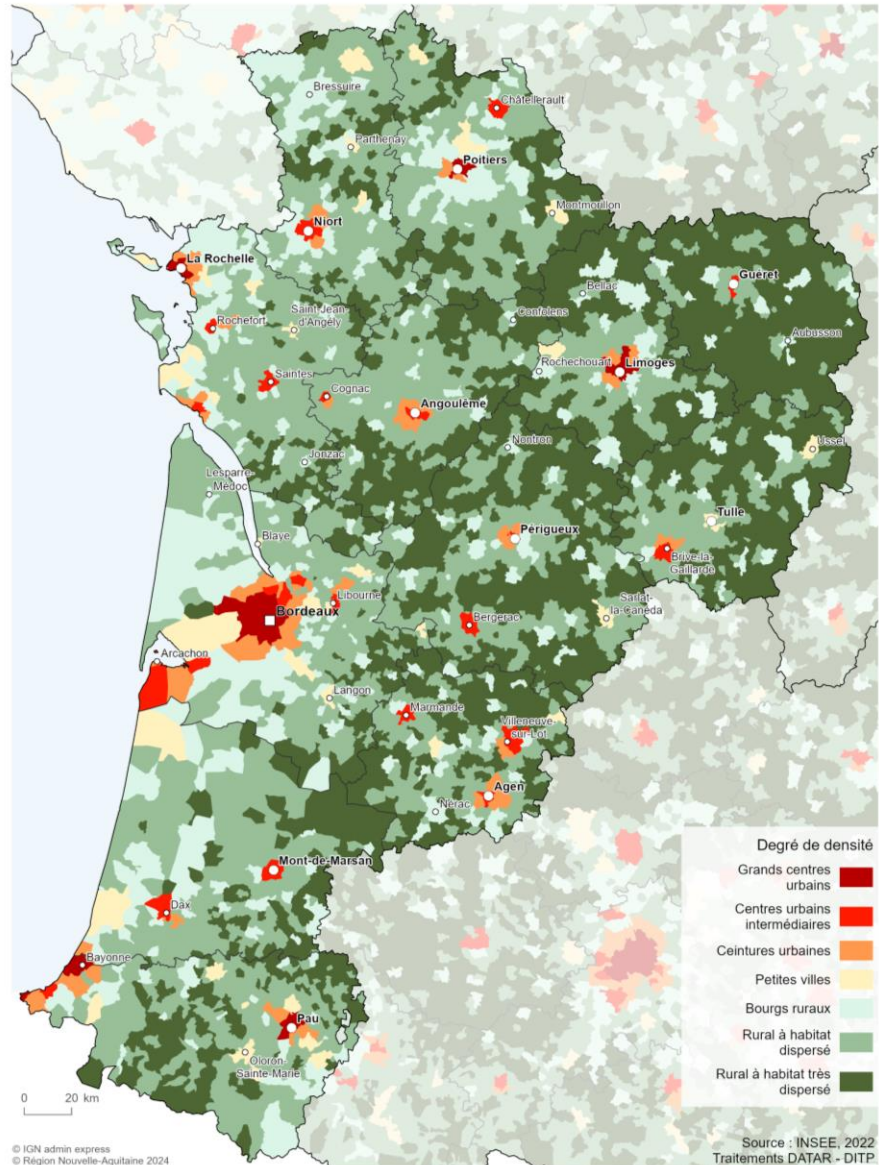 Bressuire
Châtellerault
Parthenay
Poitiers
Montmorillon
Niort
La Rochelle
Guéret
Bellac
Rochefort
Saint-Jean-
d'Angély
Confolens
Aubusson
Rochechouart
Limoges
Saintes
Cognac
Angoulême
Jonzac
Nontron
Ussel
Lesparre-
Médoc
Tulle
Blaye
Périgueux
Brive-la-
Gaillarde
Libourne
Bordeaux
Bergerac
Sarlat-
la-Canéda
Arcachon
Langon
Marmande
Villeneuve-
sur-Lot
Agen
Nérac
Mont-de-Marsan
Dax
Bayonne
Pau
Oloron-
Sainte-Marie
Degré de densité
Grands centres
urbains
Centres urbains
intermédiaires
Ceintures urbaines
Petites villes
Bourgs ruraux
Rural à habitat
dispersé
Rural à habitat très
dispersé
0 20 km
© IGN admin express
© Région Nouvelle-Aquitaine 2024
Source : INSEE, 2022
Traitements DATAR - DITP